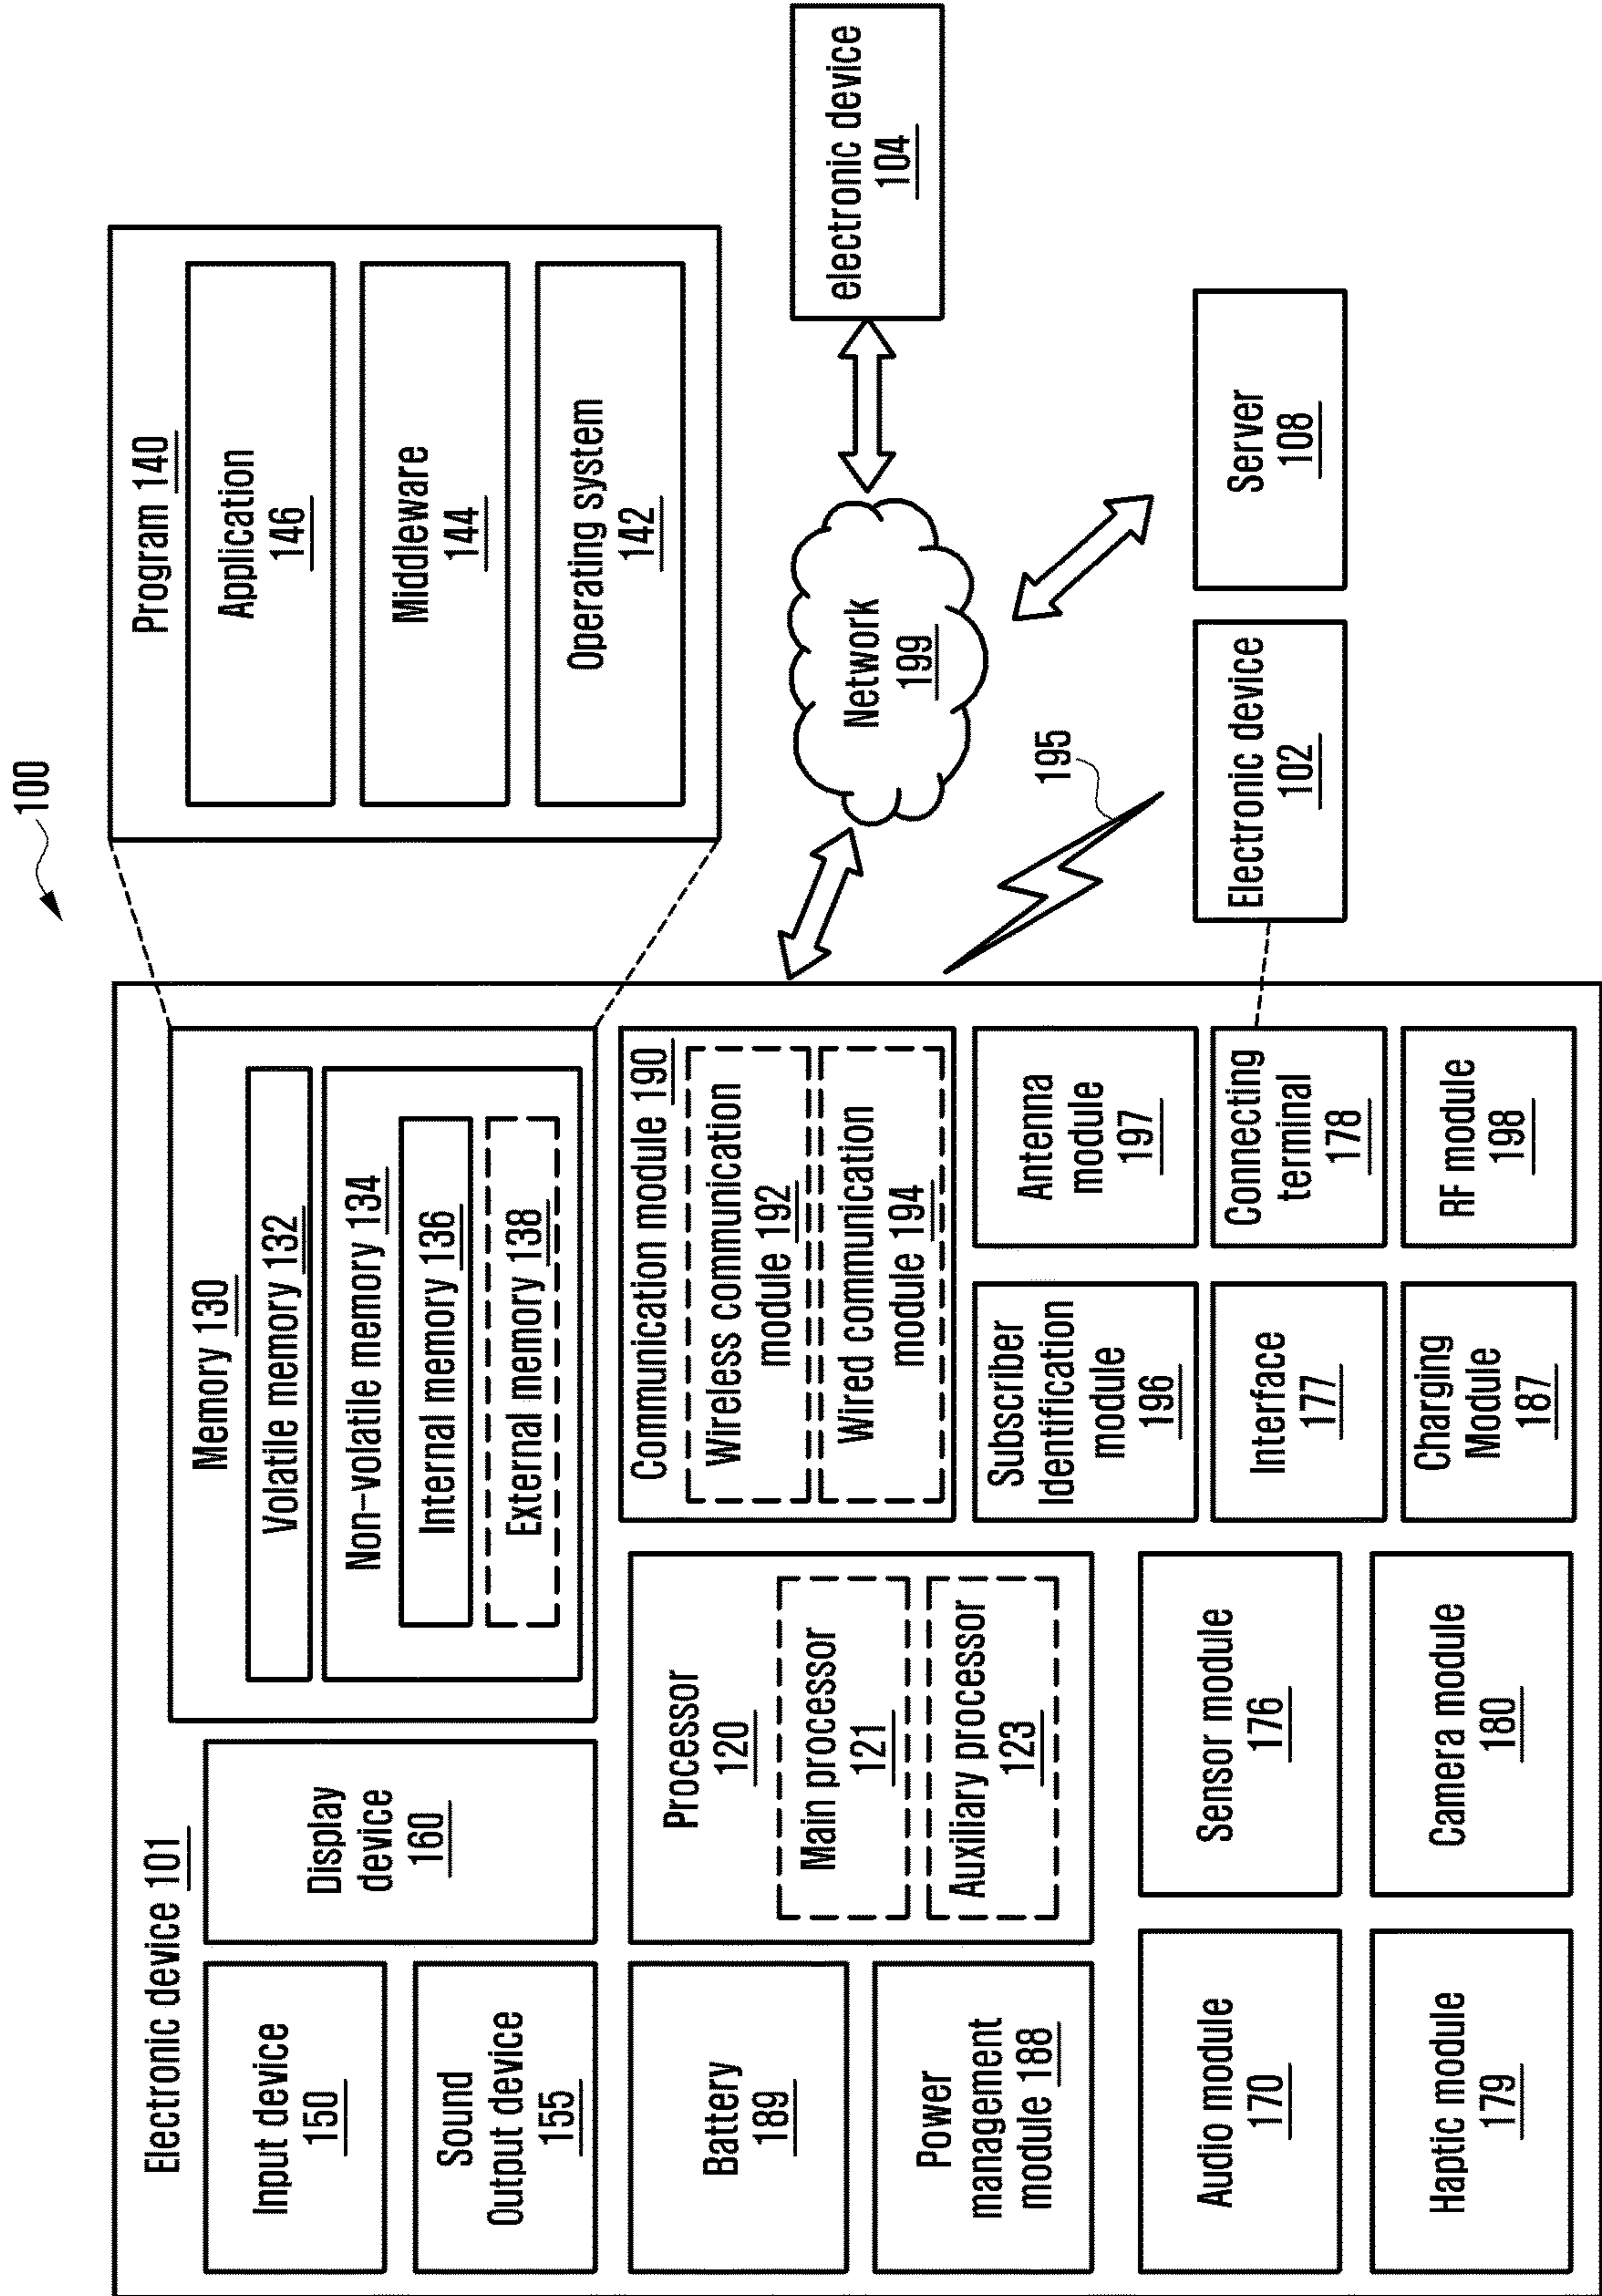 100
Electronic device 101
Input device
150
Sound
Output device
155
Display
device
160
Memory 130
Volatile memory 132
Non-volatile memory 134
Internal memory 136
External memory 138
Program 140
Application
146
Middleware
144
Operating system
142
Battery
189
Power
management
module 188
Processor
120
Main processor
121
Auxiliary processor
123
Communication module 190
Wireless communication
module 192
Wired communication
module 194
Network
199
electronic device
104
195
Audio module
170
Sensor module
176
Subscriber
Identification
module
196
Antenna
module
197
Interface
177
Connecting
terminal
178
Electronic device
102
Server
108
Haptic module
179
Camera module
180
Charging
Module
187
RF module
198